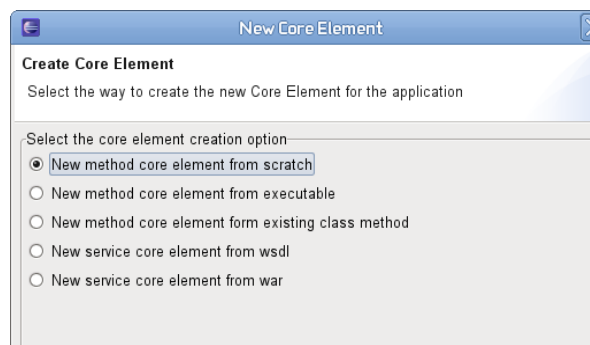 New Core Element
Create Core Element
Select the way to create the new Core Element for the application
Select the core element creation option
New method core element from scratch
New method core element from executable
New method core element form existing class method
New service core element from wsdl
New service core element from war